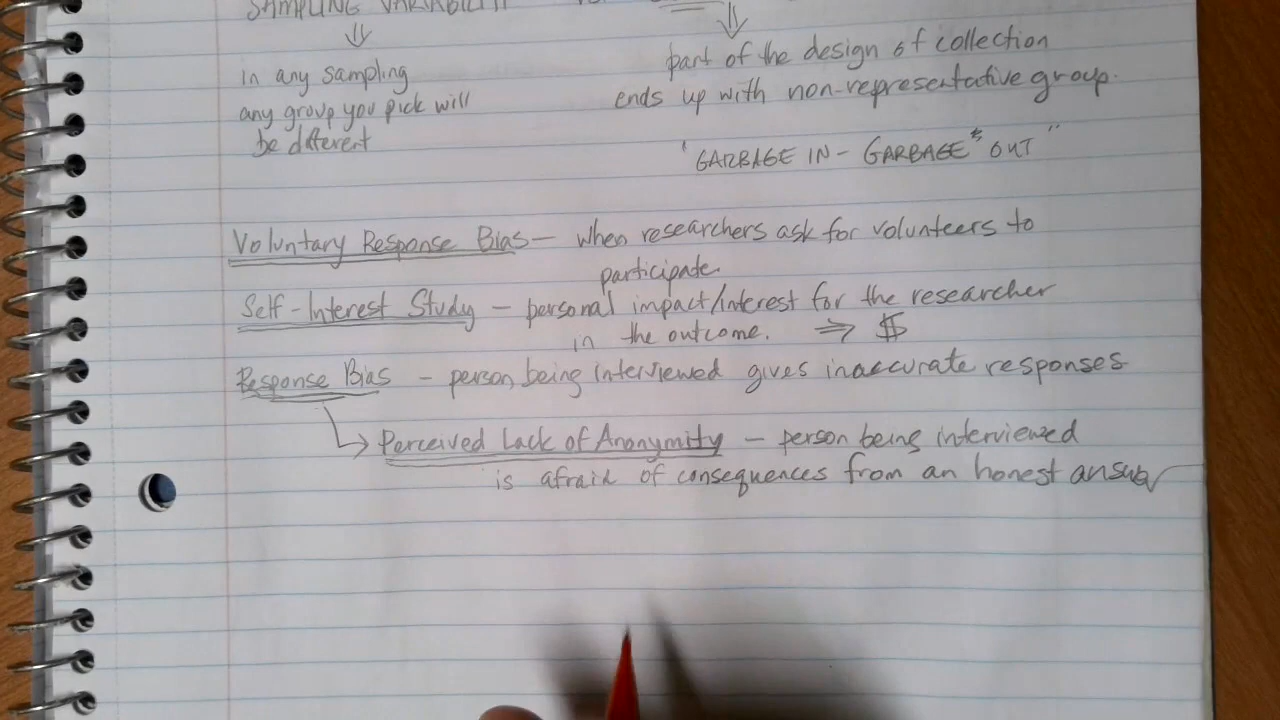 SAMPLING VARIABILITY
in any sampling
any group you pick will
be different
part of the design of collection
ends up with non-representative group.
"GARBAGE IN - GARBAGE OUT"
Voluntary Response Bias — when researchers ask for volunteers to
participate.
Self-Interest Study — personal impact/interest for the researcher
in the outcome. ⇒ $
Response Bias - person being interviewed gives inaccurate responses
Perceived Lack of Anonymity — person being interviewed
is afraid of consequences from an honest answer